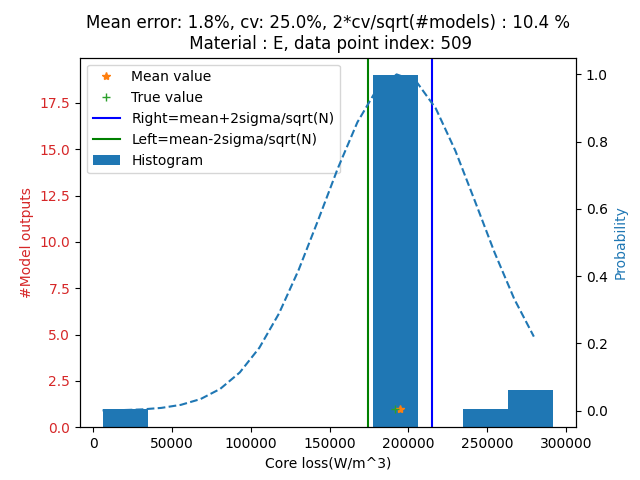 Mean error: 1.8%, cv: 25.0%, 2*cv/sqrt(#models) : 10.4 %
Material : E, data point index: 509
Mean value
True value
Right=mean+2sigma/sqrt(N)
Left=mean-2sigma/sqrt(N)
Histogram
#Model outputs
17.5
15.0
12.5
10.0
7.5
5.0
2.5
0.0
1.0
0.8
0.6
0.4
0.2
0.0
Probability
0 50000 100000 150000 200000 250000 300000
Core loss(W/m^3)